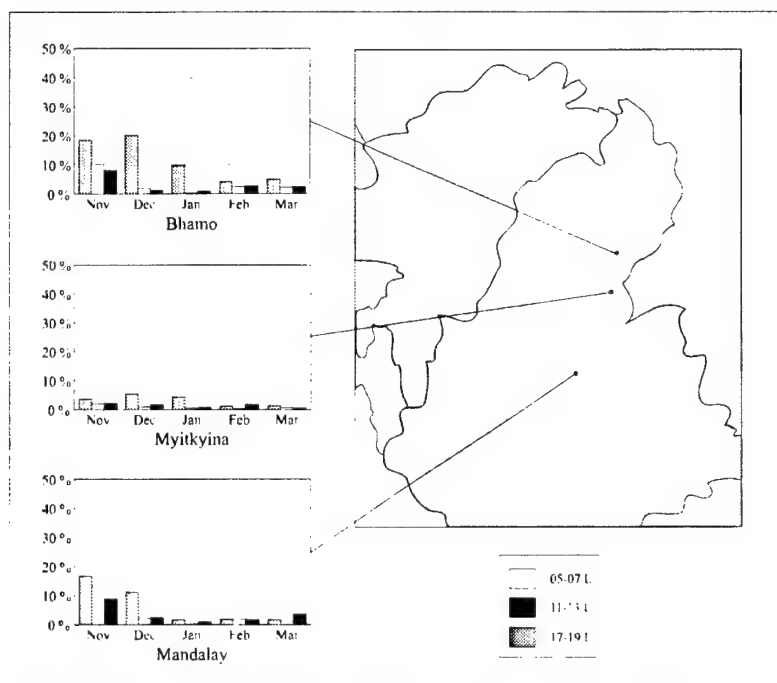 50 %
40 %
30 %
20 %
10 %
0 %
Nov Dec Jan Feb Mar
Bhamo
50 %
40 %
30 %
20 %
10 %
0 %
Nov Dec Jan Feb Mar
Myitkyina
50 %
40 %
30 %
20 %
10 %
0 %
Nov Dec Jan Feb Mar
Mandalay
05-07 L
11-13 L
17-19 L